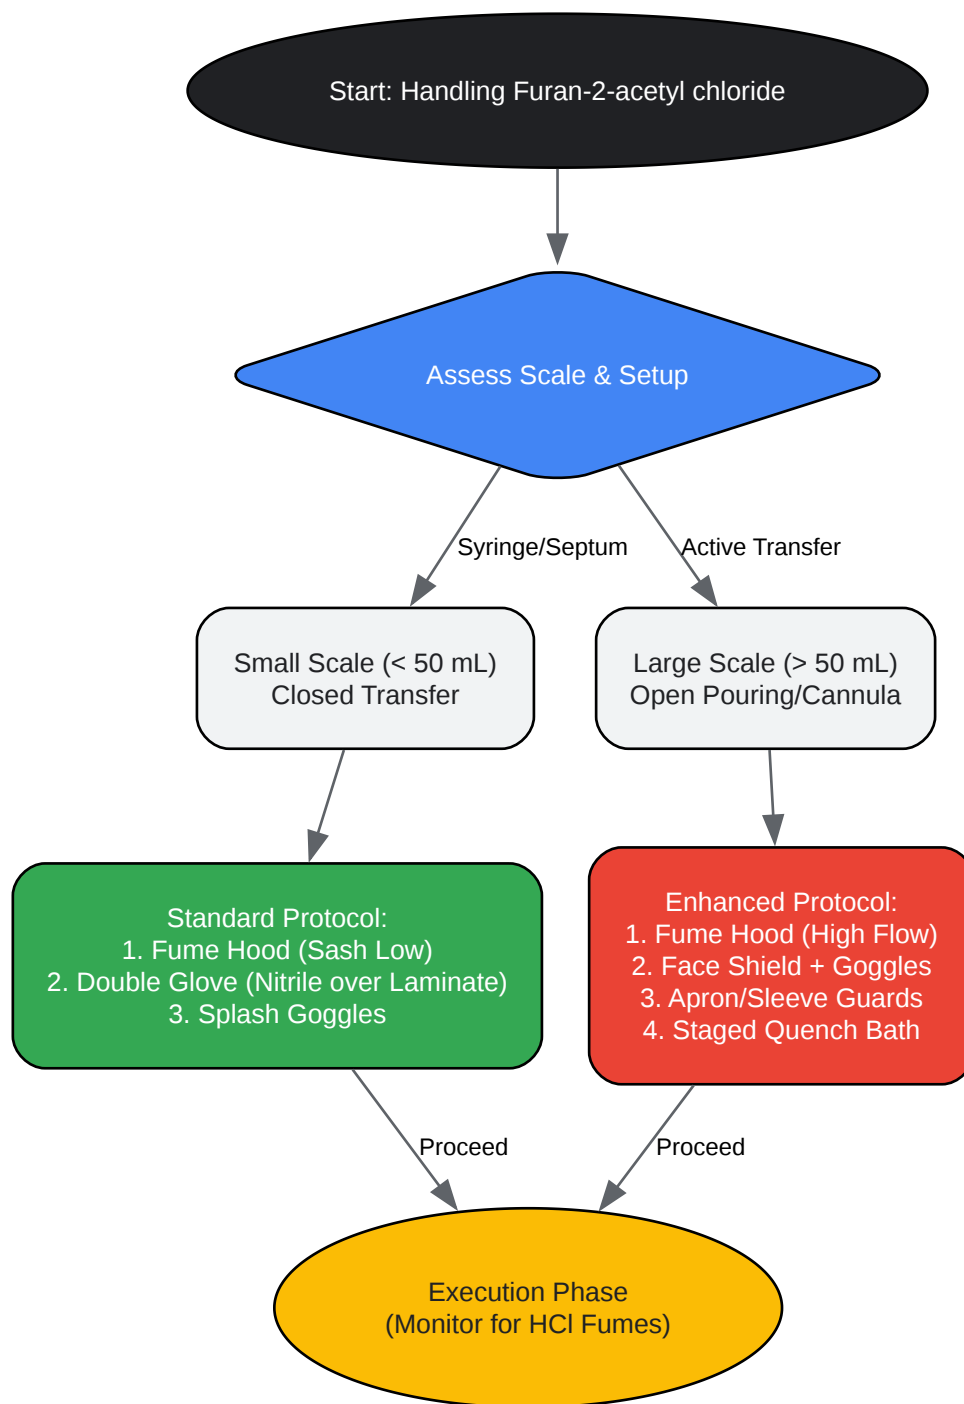 Start: Handling Furan-2-acetyl chloride
Assess Scale & Setup
Syringe/Septum
Active Transfer
Small Scale (< 50 mL)
Closed Transfer
Large Scale (> 50 mL)
Open Pouring/Cannula
Standard Protocol:
1. Fume Hood (Sash Low)
2. Double Glove (Nitrile over Laminate)
3. Splash Goggles
Enhanced Protocol:
1. Fume Hood (High Flow)
2. Face Shield + Goggles
3. Apron/Sleeve Guards
4. Staged Quench Bath
Proceed
Proceed
Execution Phase
(Monitor for HCl Fumes)